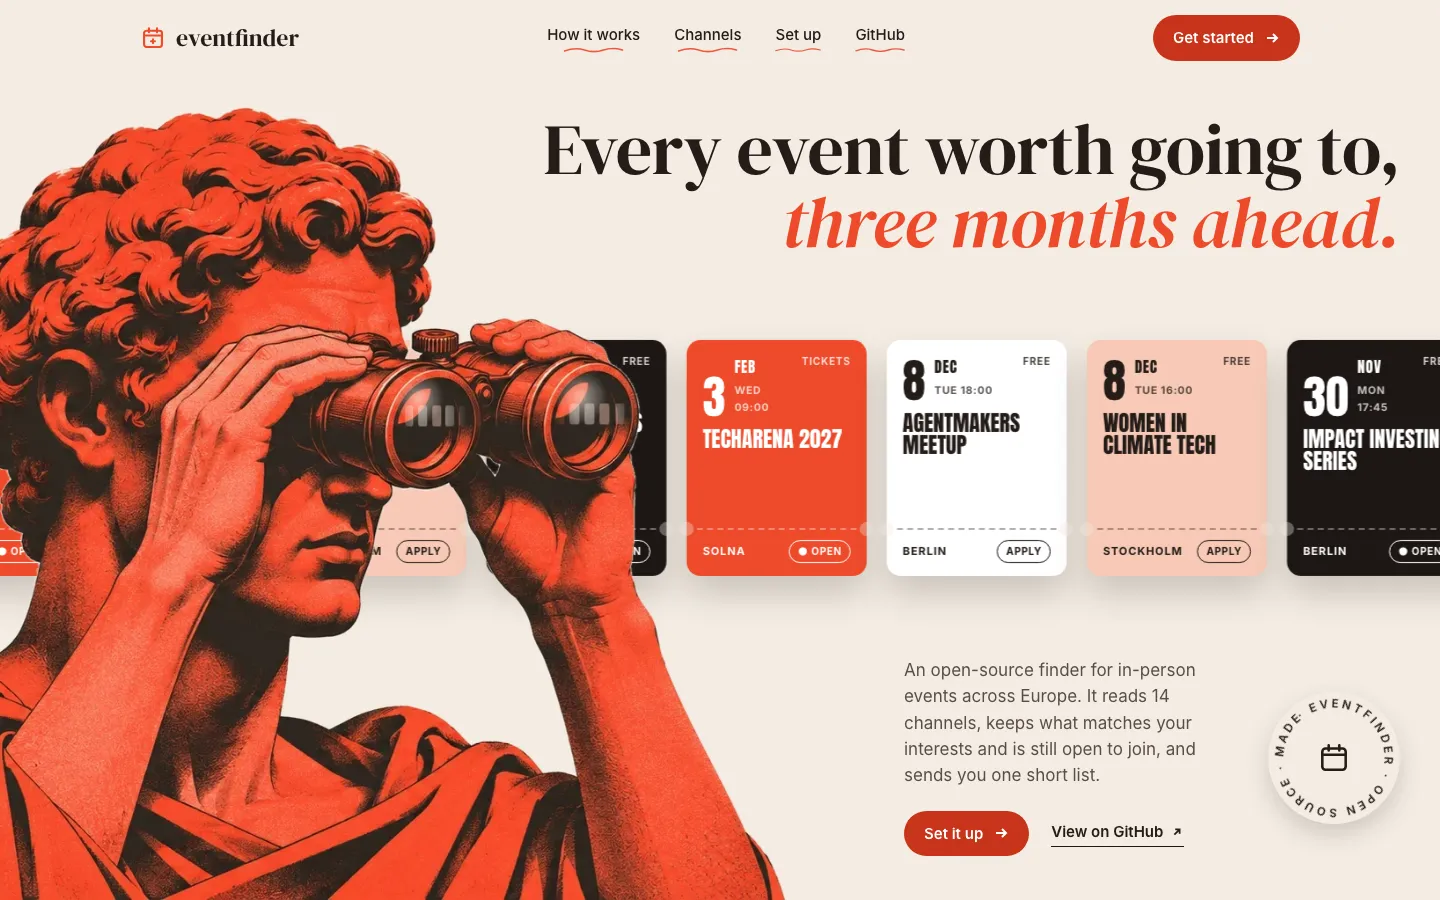 eventfinder
How it works
Channels
Set up
GitHub
Get started
Every event worth going to,
three months ahead.
FREE
FEB
3
WED
09:00
TICKETS
TECHARENA 2027
SOLNA
OPEN
8
DEC
TUE 18:00
FREE
AGENTMAKERS
MEETUP
BERLIN
APPLY
8
DEC
TUE 16:00
FREE
WOMEN IN
CLIMATE TECH
STOCKHOLM
APPLY
30
NOV
MON
17:45
FRE
IMPACT INVESTIN
SERIES
BERLIN
OPEN
OP
M
APPLY
S
N
An open-source finder for in-person
events across Europe. It reads 14
channels, keeps what matches your
interests and is still open to join, and
sends you one short list.
Set it up
View on GitHub
EVENTFINDER · OPEN SOURCE · MADE ·